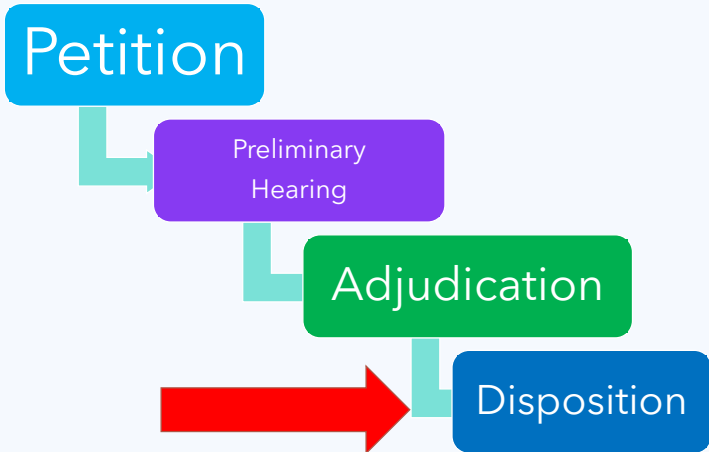 Petition
Preliminary
Hearing
Adjudication
Disposition